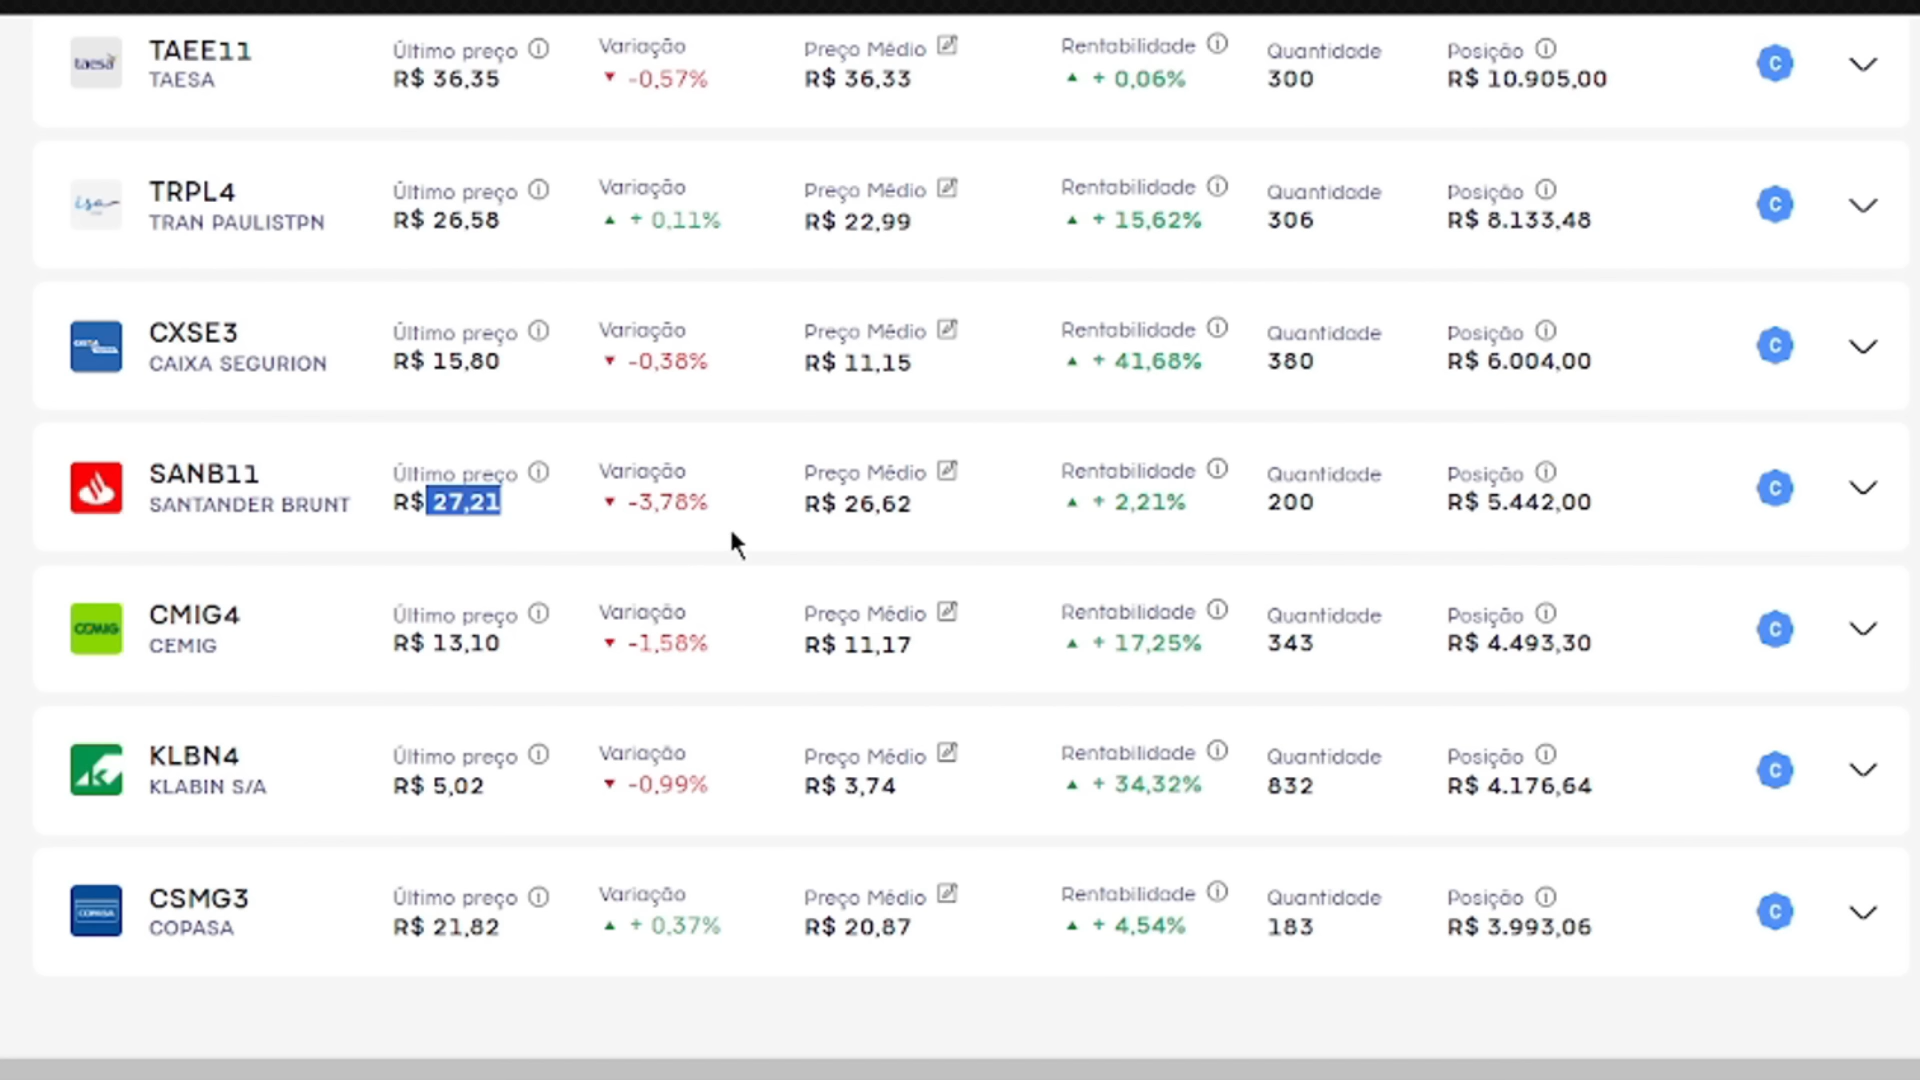 TAEE11 Último preço Variação Preço Médio Rentabilidade Quantidade Posição
taesa TAESA R$ 36,35 -0,57% R$ 36,33 + 0,06% 300 R$ 10.905,00 C
TRPL4 Último preço Variação Preço Médio Rentabilidade Quantidade Posição
isa TRAN PAULISTPN R$ 26,58 + 0,11% R$ 22,99 + 15,62% 306 R$ 8.133,48 C
CXSE3 Último preço Variação Preço Médio Rentabilidade Quantidade Posição
CAIXA SEGURION R$ 15,80 -0,38% R$ 11,15 + 41,68% 380 R$ 6.004,00 C
SANB11 Último preço Variação Preço Médio Rentabilidade Quantidade Posição
SANTANDER BRUNT R$ 27,21 -3,78% R$ 26,62 + 2,21% 200 R$ 5.442,00 C
CMIG4 Último preço Variação Preço Médio Rentabilidade Quantidade Posição
CEMIG CEMIG R$ 13,10 -1,58% R$ 11,17 + 17,25% 343 R$ 4.493,30 C
KLBN4 Último preço Variação Preço Médio Rentabilidade Quantidade Posição
KLABIN S/A R$ 5,02 -0,99% R$ 3,74 + 34,32% 832 R$ 4.176,64 C
CSMG3 Último preço Variação Preço Médio Rentabilidade Quantidade Posição
COPASA COPASA R$ 21,82 + 0,37% R$ 20,87 + 4,54% 183 R$ 3.993,06 C